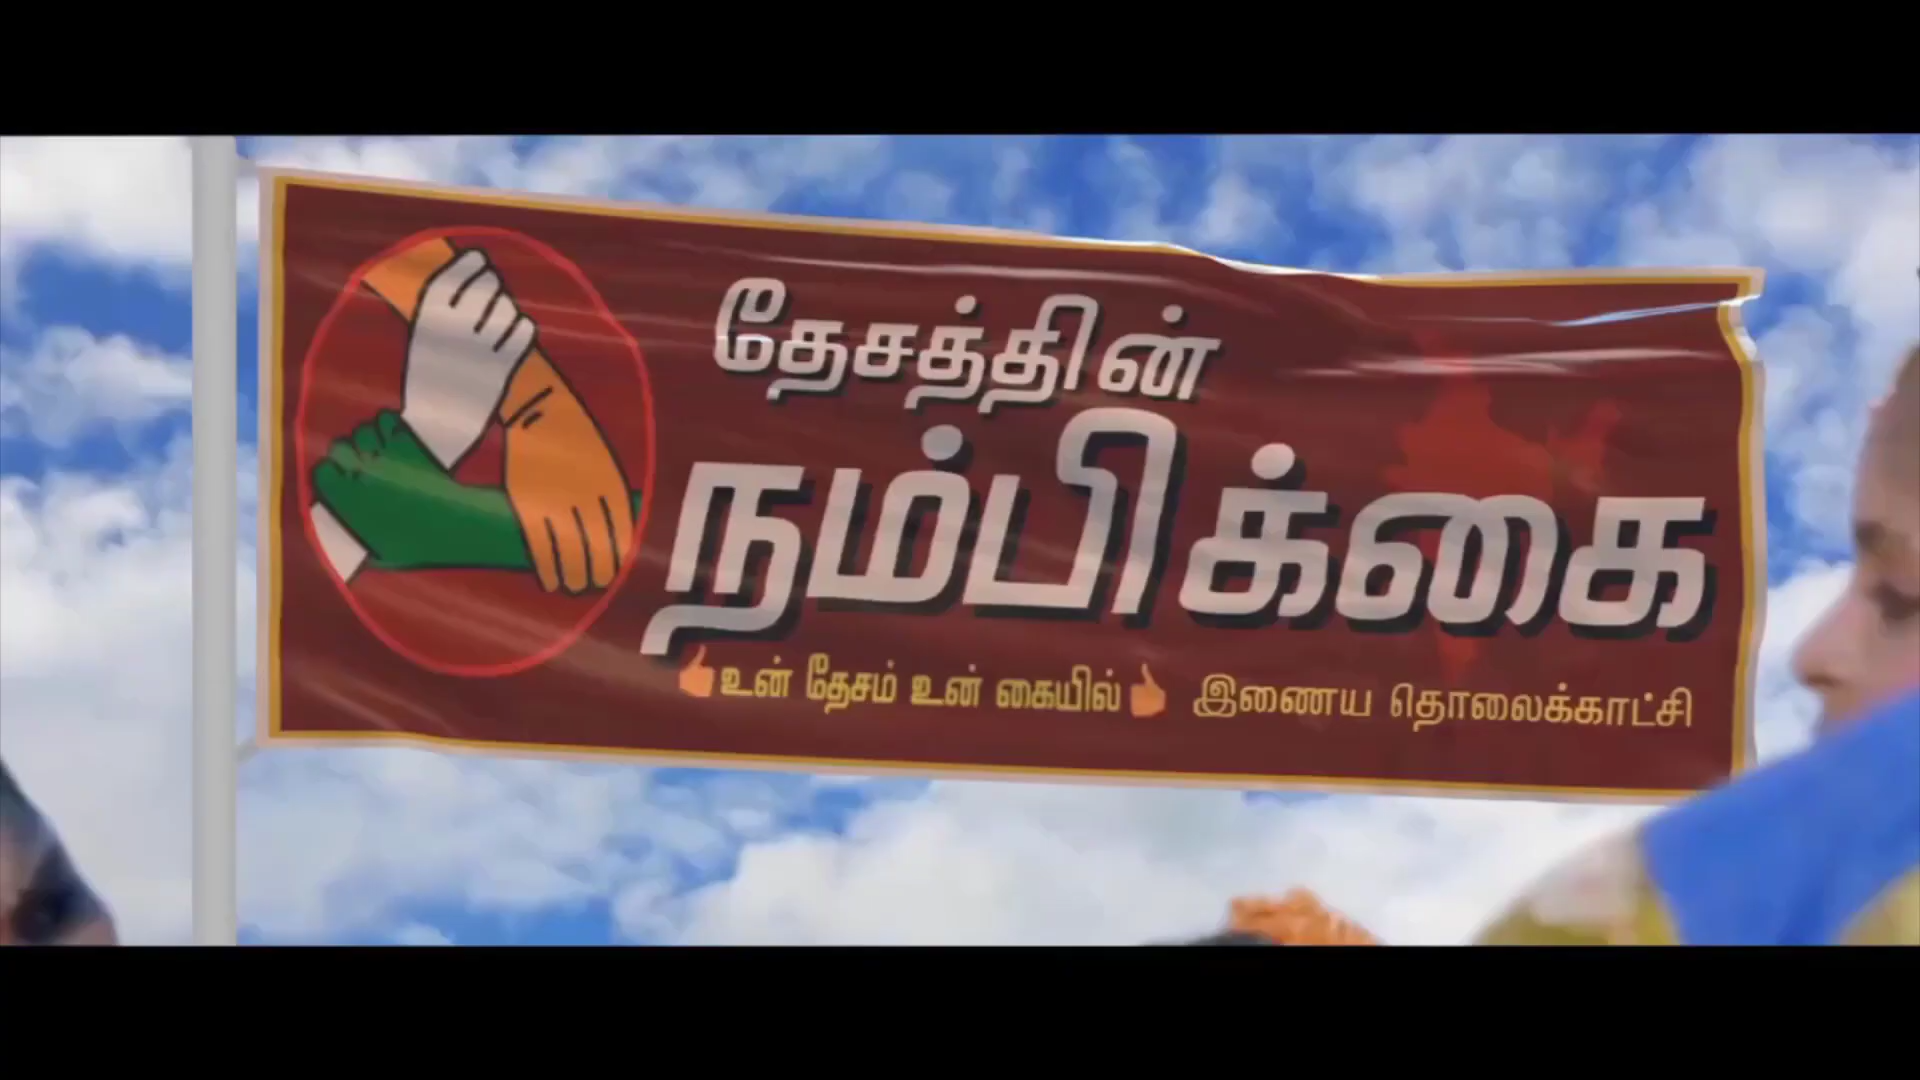 தேசத்தின்
நம்பிக்கை
உன் தேசம் உன் கையில் இணைய தொலைக்காட்சி